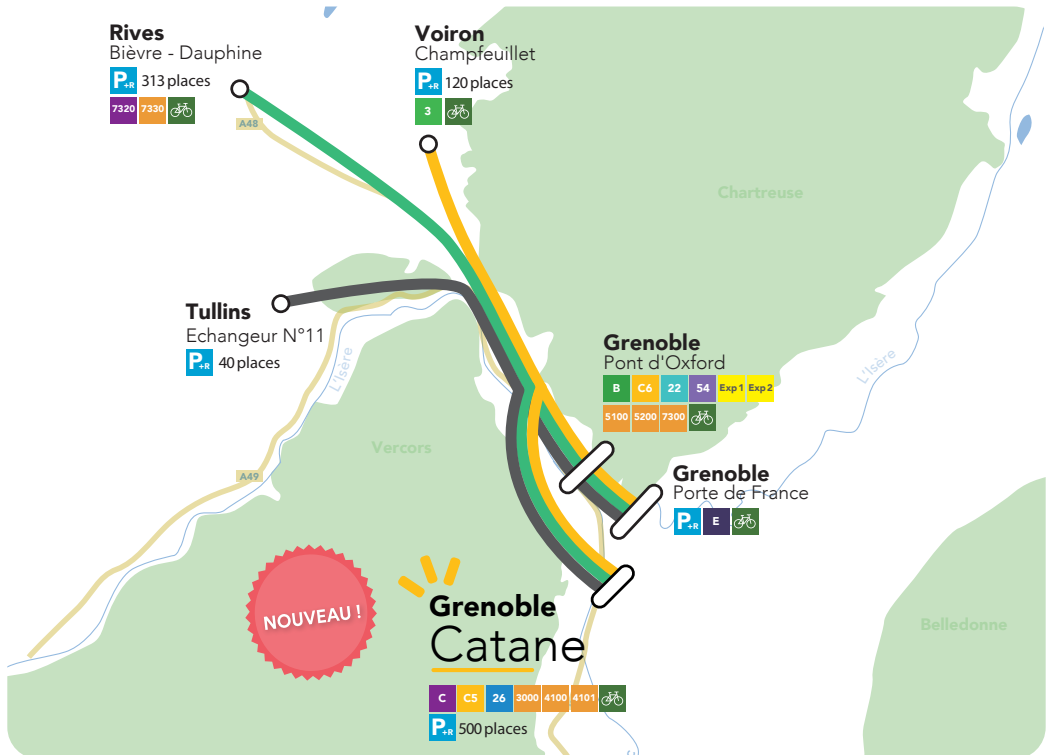 Rives
Bièvre - Dauphine
P+R 313 places
7320 7330
A48
Voiron
Champfeuillet
P+R 120 places
3
Chartreuse
Tullins
Echangeur N°11
P+R 40 places
L'Isère
Grenoble
Pont d'Oxford
B C6 22 54 Exp 1 Exp 2
5100 5200 7300
L'Isère
Vercors
A49
Grenoble
Porte de France
P+R E
NOUVEAU !
Grenoble
Catane
C C5 26 3000 4100 4101
P+R 500 places
Belledonne